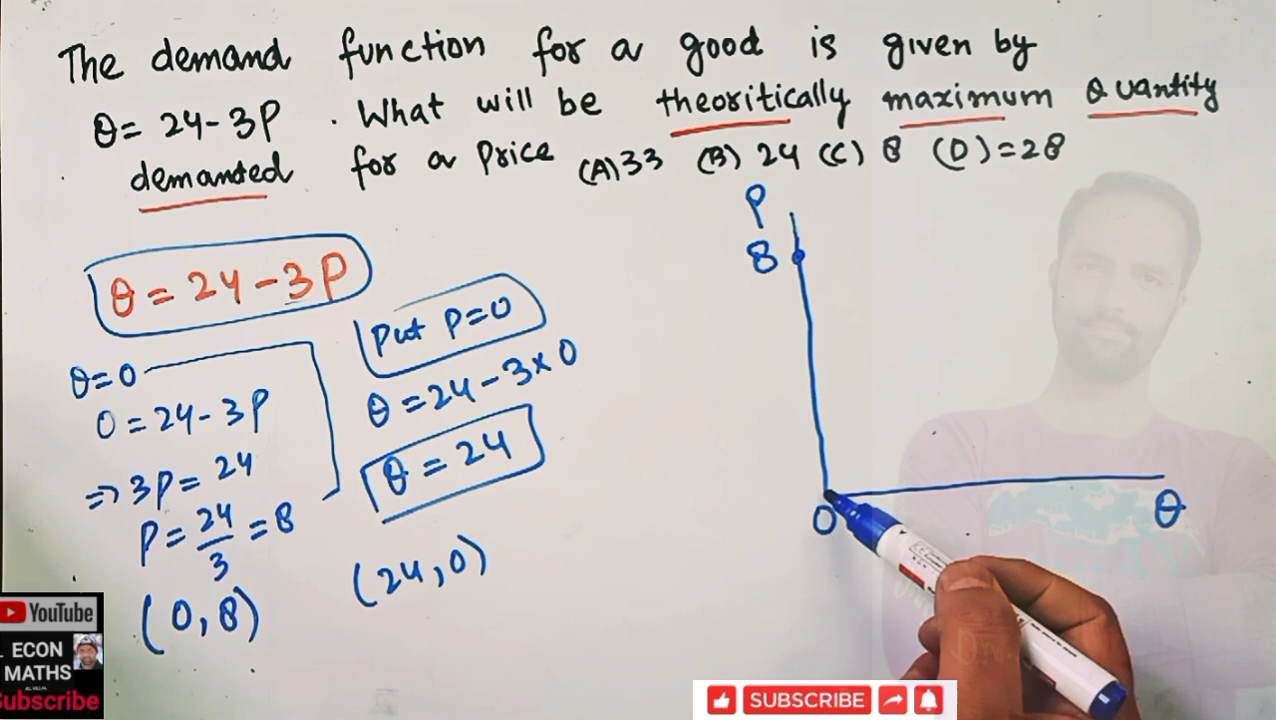 The demand function for a good is given by
Q = 24-3P . What will be theoritically maximum Quantity
demanded for a Price (A) 33 (B) 24 (C) 8 (D) = 28
Q = 24-3P
Q=0
0 = 24-3P
=> 3P = 24
P = 24/3 = 8
(0, 8)
Put P=0
Q = 24-3×0
Q = 24
(24, 0)
P
8
0
Q
YouTube
ECON
MATHS
Subscribe
SUBSCRIBE